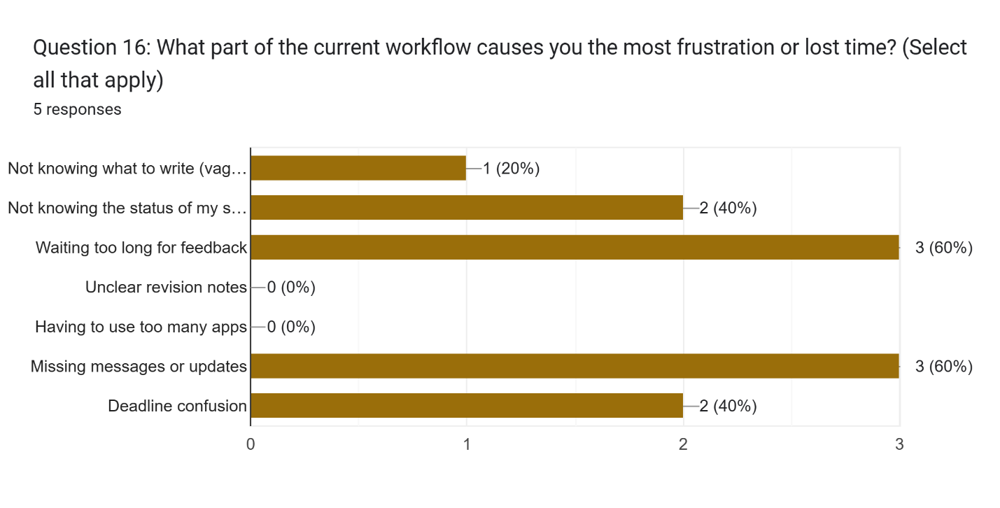 Question 16: What part of the current workflow causes you the most frustration or lost time? (Select
all that apply)
5 responses
Not knowing what to write (vag…
1 (20%)
Not knowing the status of my s…
2 (40%)
Waiting too long for feedback
3 (60%)
Unclear revision notes
0 (0%)
Having to use too many apps
0 (0%)
Missing messages or updates
3 (60%)
Deadline confusion
2 (40%)
0 1 2 3